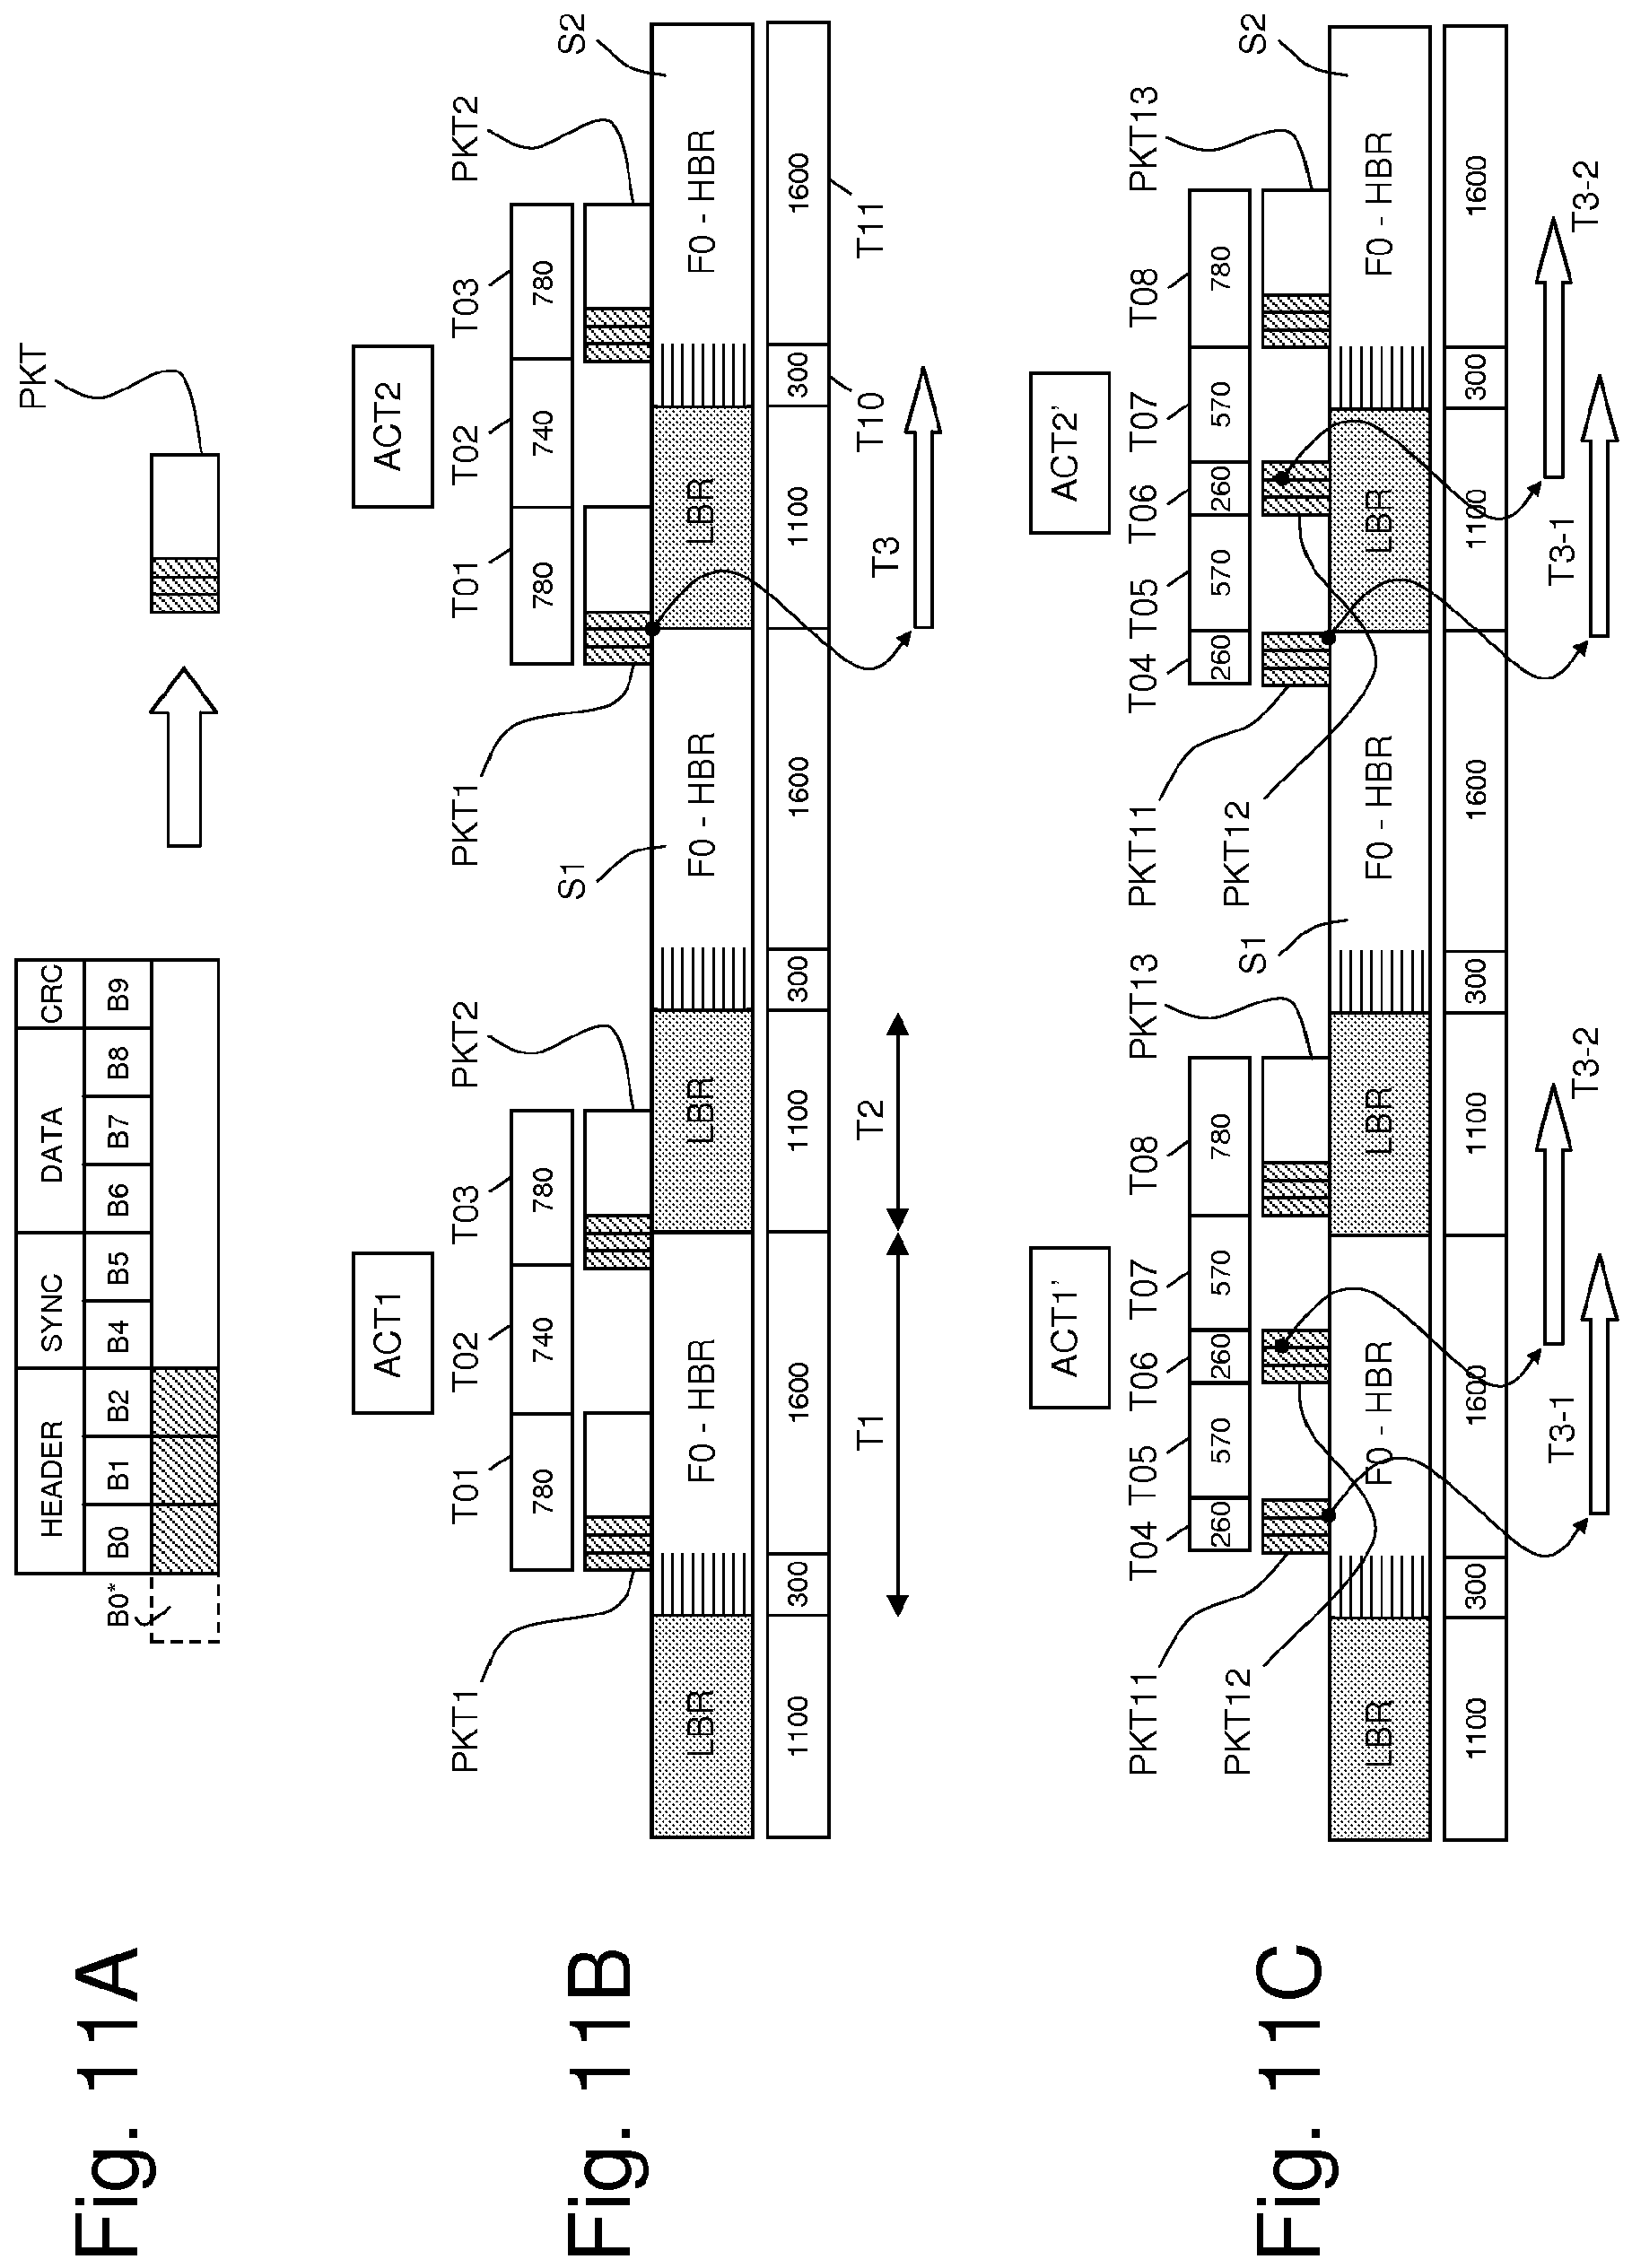 Fig. 11A
HEADER SYNC DATA CRC
B0* B0 B1 B2 B4 B5 B6 B7 B8 B9
PKT
Fig. 11B
ACT1 ACT2
T01 T02 T03 T01 T02 T03
780 740 780 780 740 780
PKT1 PKT2 S1 PKT1 PKT2 S2
LBR F0 - HBR LBR F0 - HBR LBR F0 - HBR
1100 300 1600 1100 300 1600 1100 300 1600
T1 T2 T3 T10 T11
Fig. 11C
ACT1’ ACT2’
T04 T05 T06 T07 T08 T04 T05 T06 T07 T08
260 570 260 570 780 260 570 260 570 780
PKT11 PKT13 PKT11 PKT13
PKT12 S1 PKT12 S2
LBR F0 - HBR LBR F0 - HBR LBR F0 - HBR
1100 300 1600 1100 300 1600 1100 300 1600
T3-1 T3-2 T3-1 T3-2